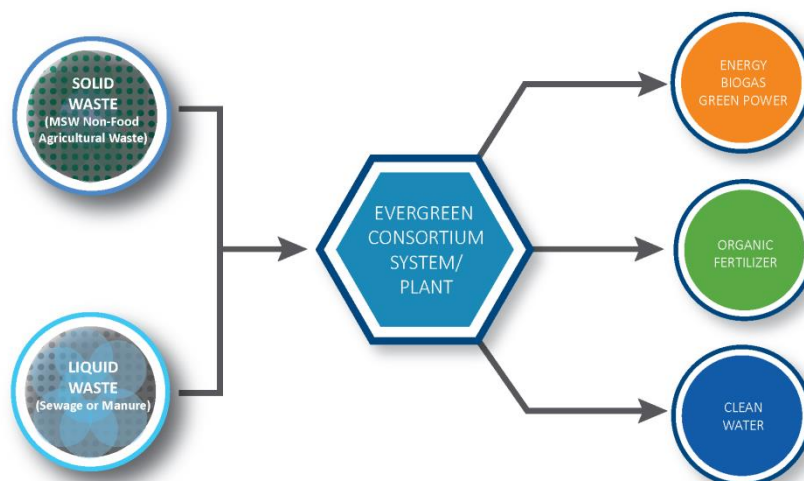 SOLID
WASTE
(MSW Non-Food
Agricultural Waste)
LIQUID
WASTE
(Sewage or Manure)
EVERGREEN
CONSORTIUM
SYSTEM/
PLANT
ENERGY
BIOGAS
GREEN POWER
ORGANIC
FERTILIZER
CLEAN
WATER